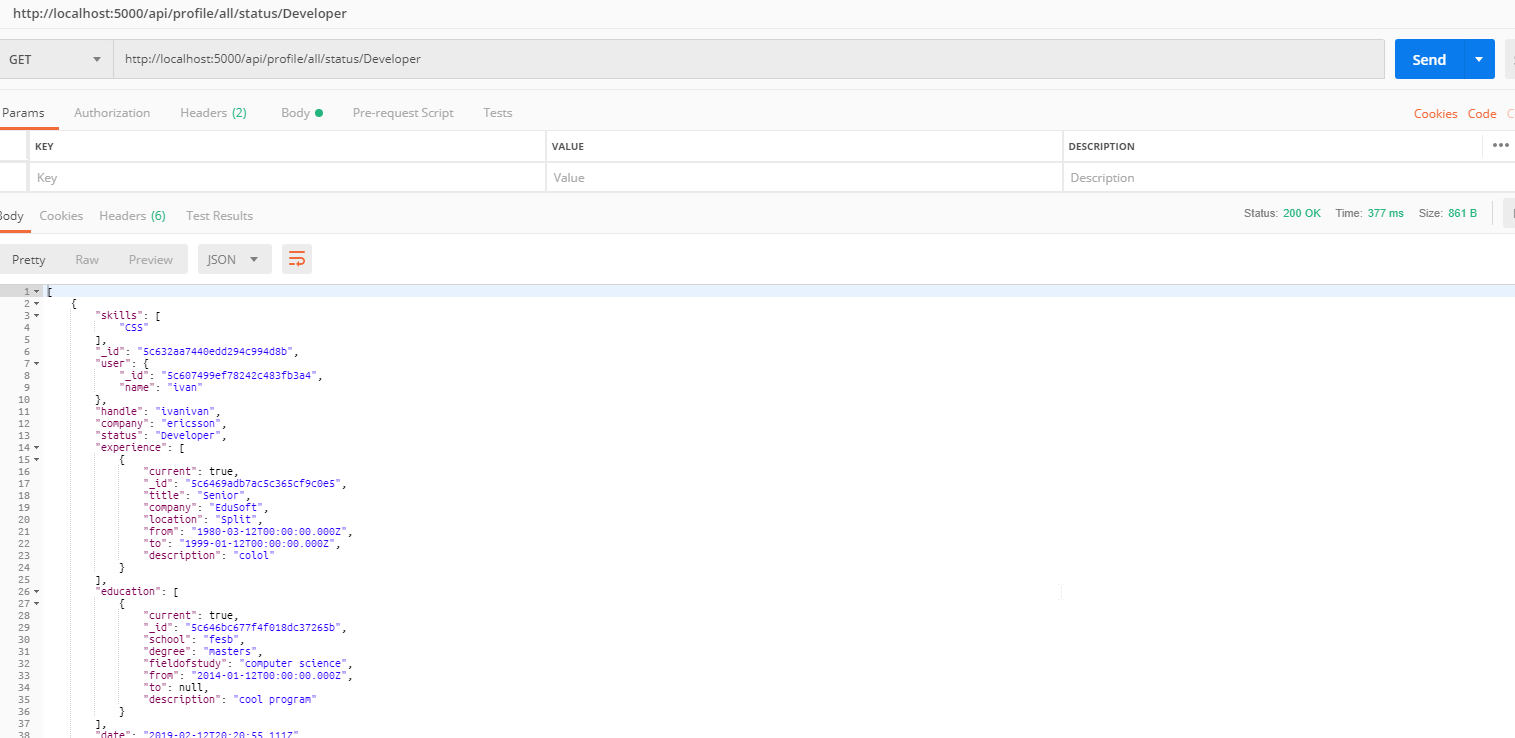 http://localhost:5000/api/profile/all/status/Developer
GET http://localhost:5000/api/profile/all/status/Developer Send
Params Authorization Headers (2) Body Pre-request Script Tests Cookies Code
KEY VALUE DESCRIPTION •••
Key Value Description
Body Cookies Headers (6) Test Results Status: 200 OK Time: 377 ms Size: 861 B
Pretty Raw Preview JSON
1 [
2 {
3 "skills": [
4 "CSS"
5 ],
6 "_id": "5c632aa7440edd294c994d8b",
7 "user": {
8 "_id": "5c607499ef78242c483fb3a4",
9 "name": "ivan"
10 },
11 "handle": "ivanivan",
12 "company": "ericsson",
13 "status": "Developer",
14 "experience": [
15 {
16 "current": true,
17 "_id": "5c6469adb7ac5c365cf9c0e5",
18 "title": "Senior",
19 "company": "EduSoft",
20 "location": "Split",
21 "from": "1980-03-12T00:00:00.000Z",
22 "to": "1999-01-12T00:00:00.000Z",
23 "description": "colol"
24 }
25 ],
26 "education": [
27 {
28 "current": true,
29 "_id": "5c646bc677f4f018dc37265b",
30 "school": "fesb",
31 "degree": "masters",
32 "fieldofstudy": "computer science",
33 "from": "2014-01-12T00:00:00.000Z",
34 "to": null,
35 "description": "cool program"
36 }
37 ],
38 "date": "2019-02-12T20:20:55.111Z"